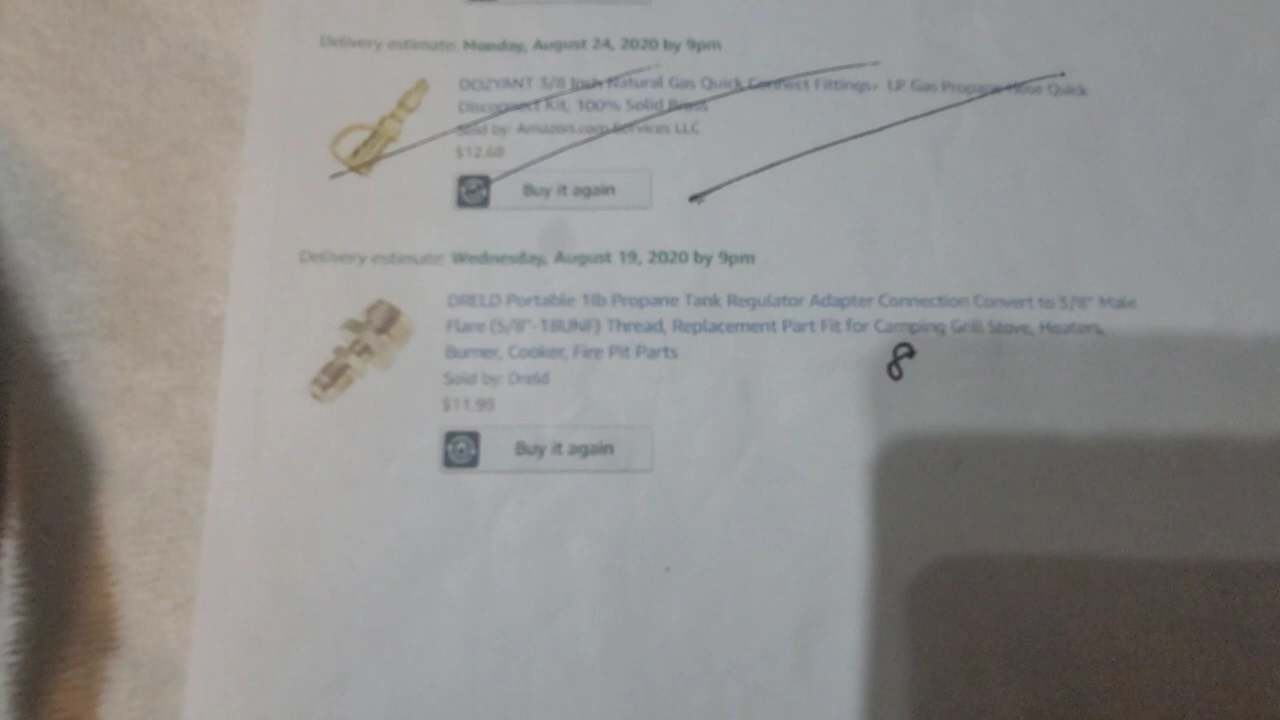 Delivery estimate: Monday, August 24, 2020 by 9pm
DOZYANT 3/8 Inch Natural Gas Quick Connect Fittings, LP Gas Propane Hose Quick
Disconnect Kit, 100% Solid Brass
Sold by: Amazon.com Services LLC
$12.68
Buy it again
Delivery estimate: Wednesday, August 19, 2020 by 9pm
DRELD Portable 1lb Propane Tank Regulator Adapter Connection Convert to 3/8" Male
Flare (5/8"-18UNF) Thread, Replacement Part Fit for Camping Grill Stove, Heaters,
Burner, Cooker, Fire Pit Parts
8
Sold by: Dreld
$11.99
Buy it again